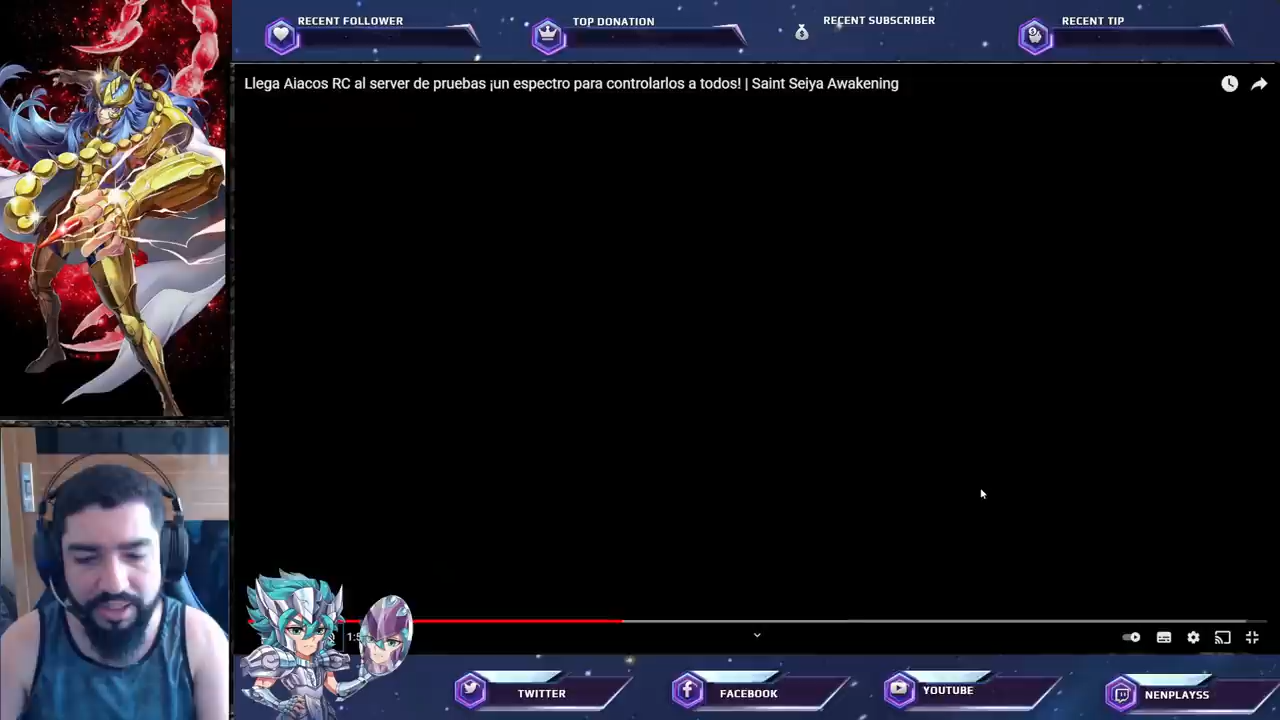 RECENT FOLLOWER
TOP DONATION
RECENT SUBSCRIBER
RECENT TIP
Llega Aiacos RC al server de pruebas ¡un espectro para controlarlos a todos! | Saint Seiya Awakening
TWITTER
FACEBOOK
YOUTUBE
NENPLAYSS